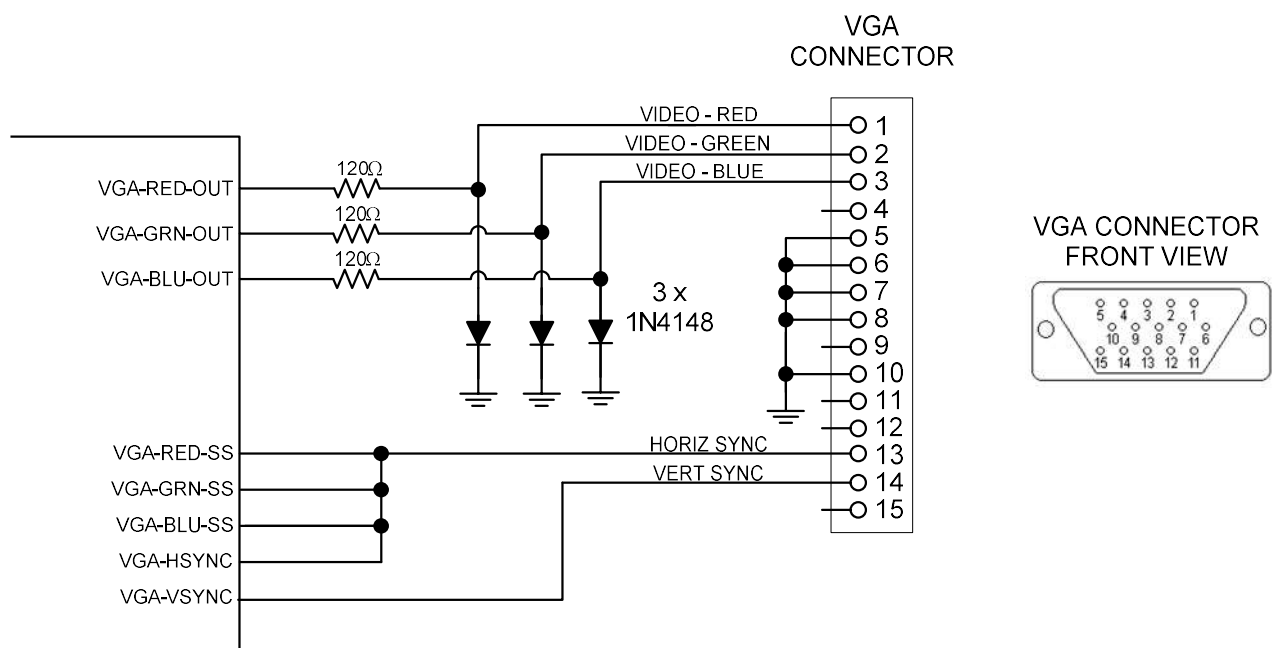 VGA
CONNECTOR
VIDEO - RED
VIDEO - GREEN
VIDEO - BLUE
1
2
3
4
5
6
7
8
9
10
11
12
13
14
15
VGA-RED-OUT
120Ω
VGA-GRN-OUT
120Ω
VGA-BLU-OUT
120Ω
3 x
1N4148
VGA-RED-SS
VGA-GRN-SS
VGA-BLU-SS
VGA-HSYNC
VGA-VSYNC
HORIZ SYNC
VERT SYNC
VGA CONNECTOR
FRONT VIEW
5 4 3 2 1
10 9 8 7 6
15 14 13 12 11